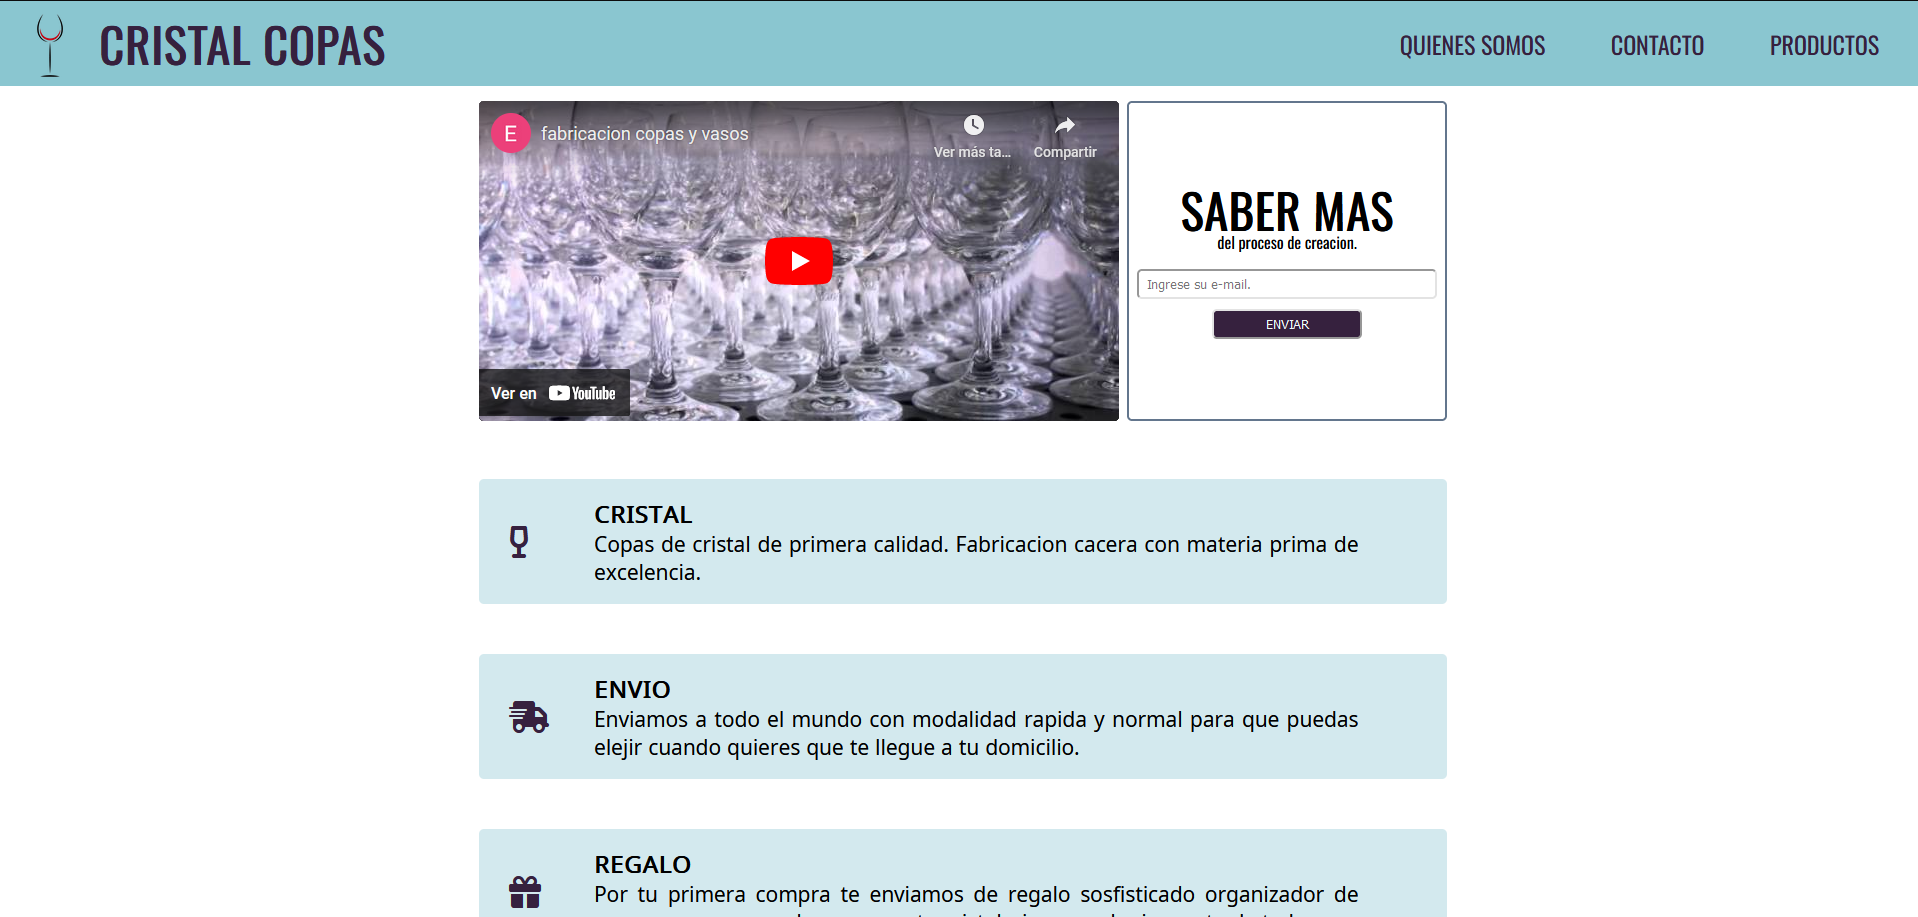 CRISTAL COPAS
QUIENES SOMOS
CONTACTO
PRODUCTOS
E
fabricacion copas y vasos
Ver más ta...
Compartir
Ver en YouTube
SABER MAS
del proceso de creacion.
Ingrese su e-mail.
ENVIAR
CRISTAL
Copas de cristal de primera calidad. Fabricacion cacera con materia prima de
excelencia.
ENVIO
Enviamos a todo el mundo con modalidad rapida y normal para que puedas
elejir cuando quieres que te llegue a tu domicilio.
REGALO
Por tu primera compra te enviamos de regalo sosfisticado organizador de